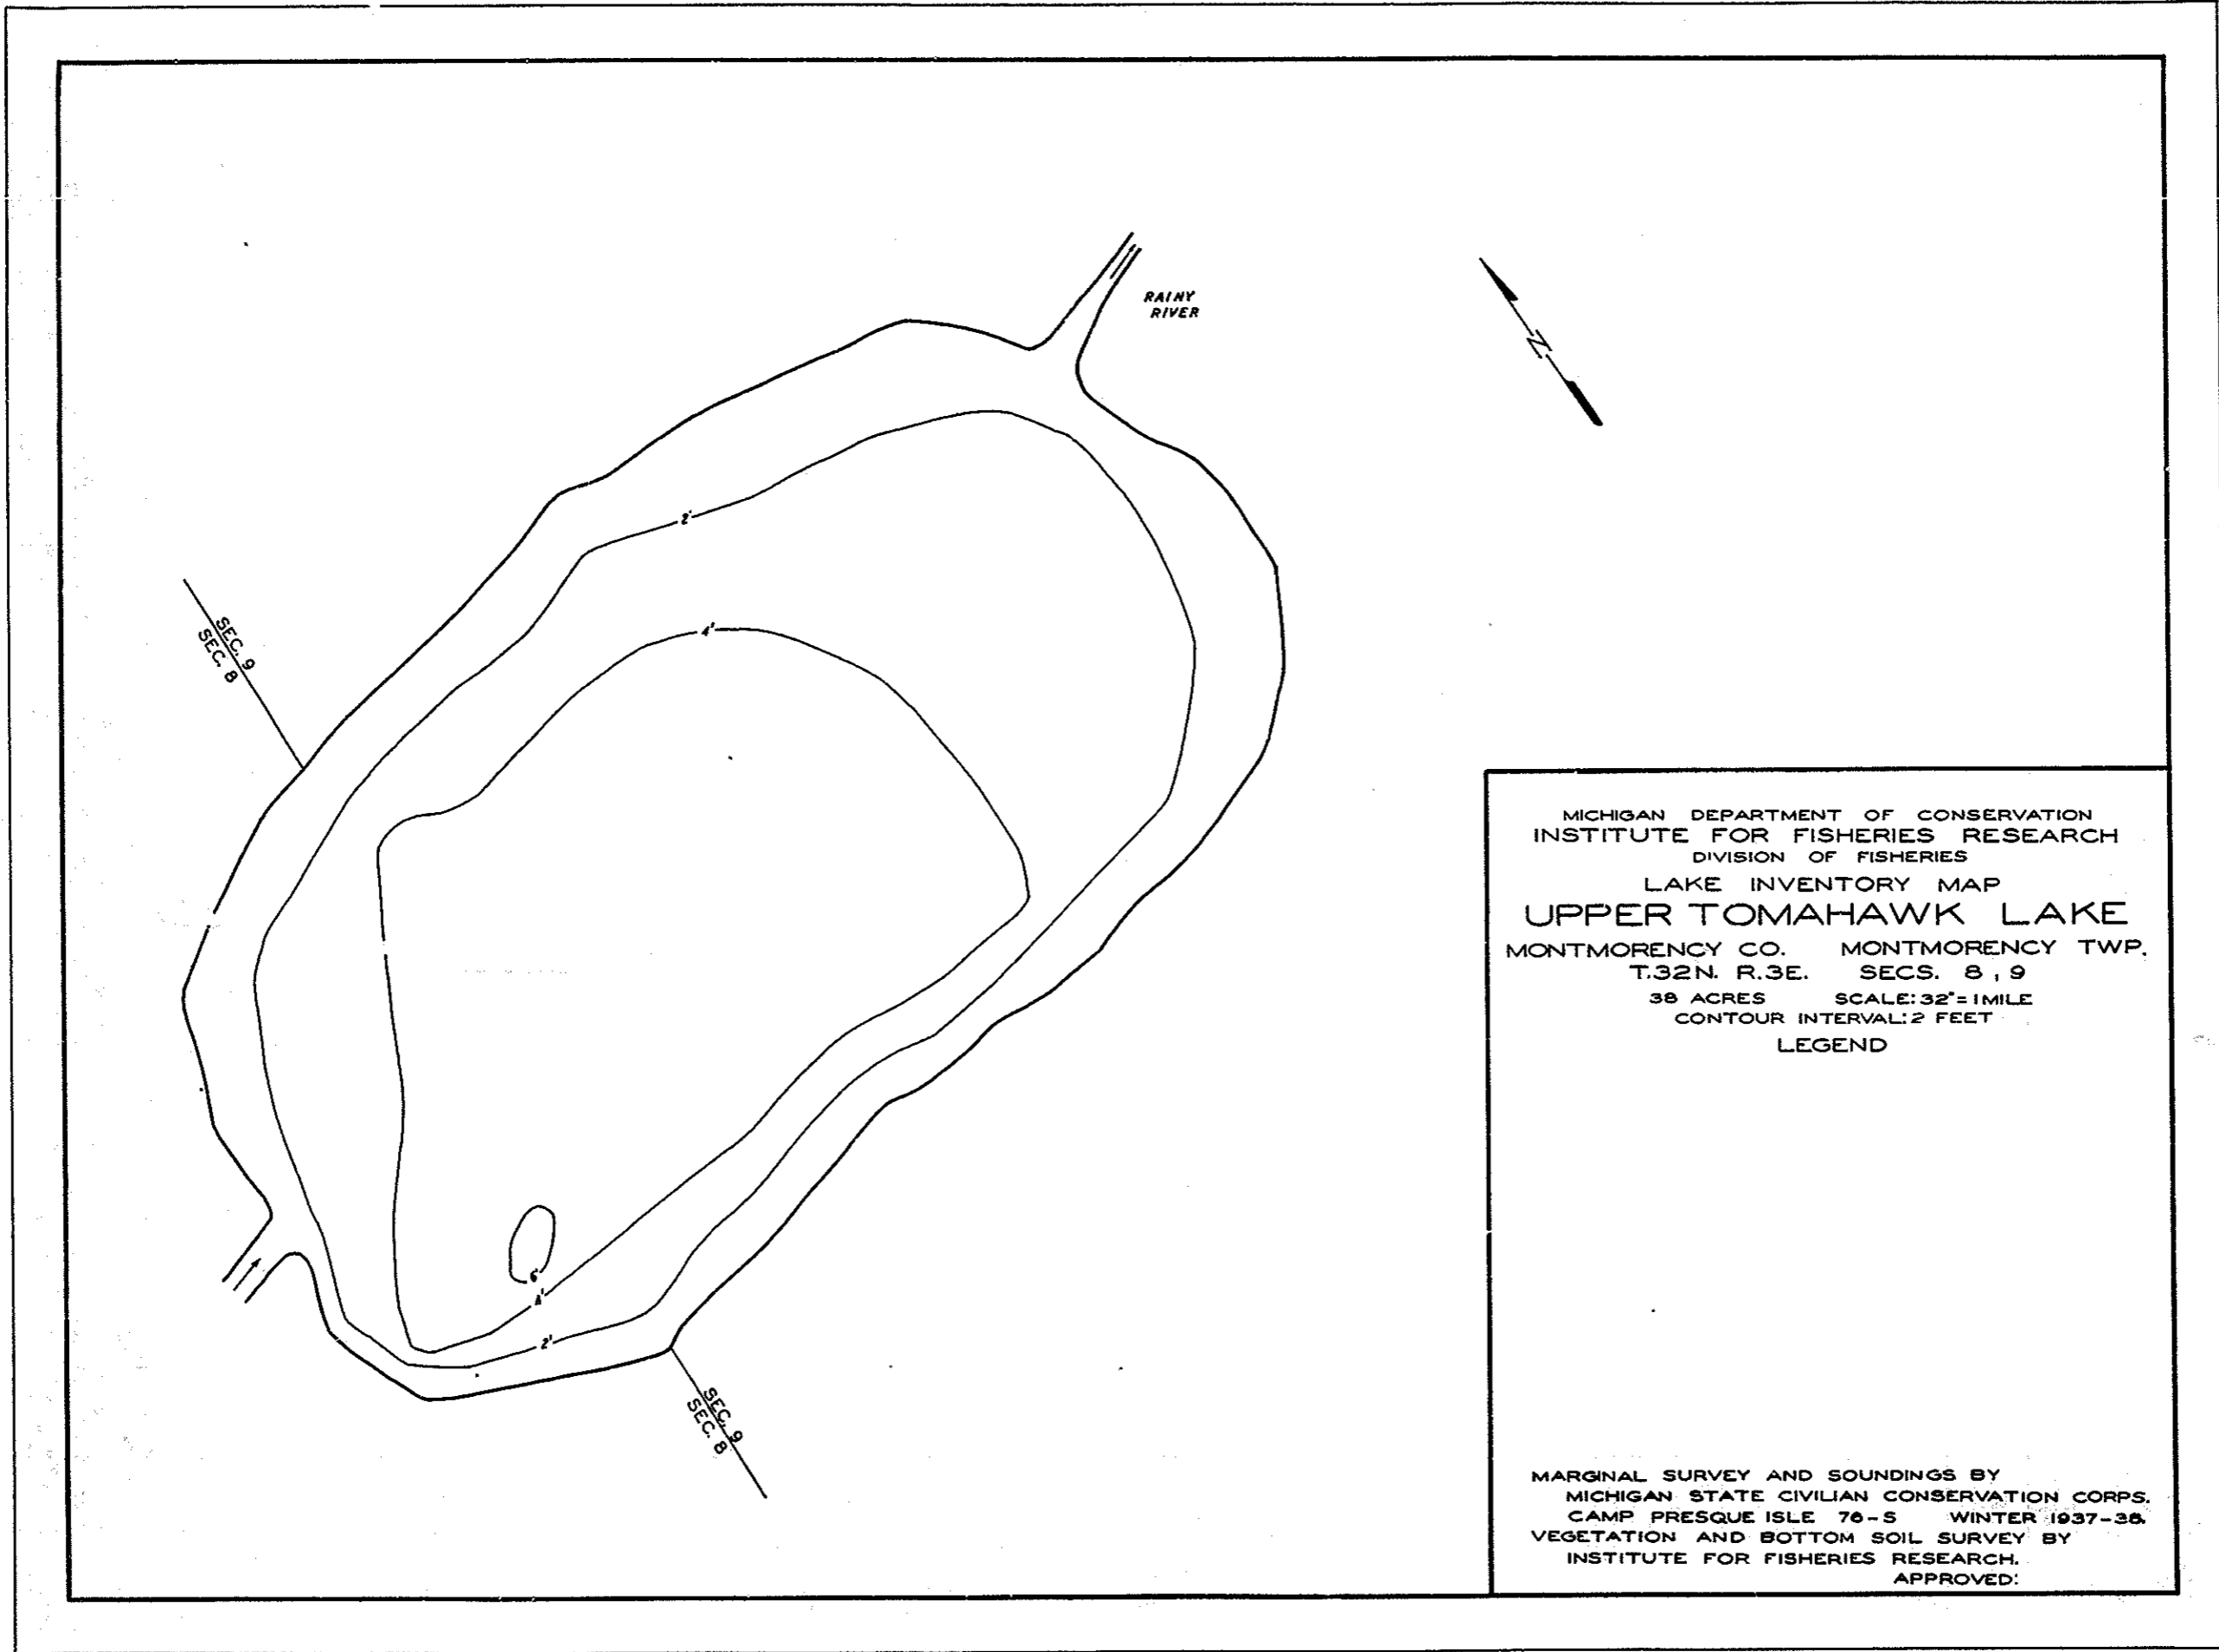 RAINY
RIVER
N
2'
4'
SEC. 9
SEC. 8
6'
4'
2'
SEC. 9
SEC. 8
MICHIGAN DEPARTMENT OF CONSERVATION
INSTITUTE FOR FISHERIES RESEARCH
DIVISION OF FISHERIES
LAKE INVENTORY MAP
UPPER TOMAHAWK LAKE
MONTMORENCY CO. MONTMORENCY TWP.
T.32N. R.3E. SECS. 8, 9
38 ACRES SCALE: 32"=1MILE
CONTOUR INTERVAL: 2 FEET
LEGEND
MARGINAL SURVEY AND SOUNDINGS BY
MICHIGAN STATE CIVILIAN CONSERVATION CORPS.
CAMP PRESQUE ISLE 76-S WINTER 1937-38.
VEGETATION AND BOTTOM SOIL SURVEY BY
INSTITUTE FOR FISHERIES RESEARCH.
APPROVED: